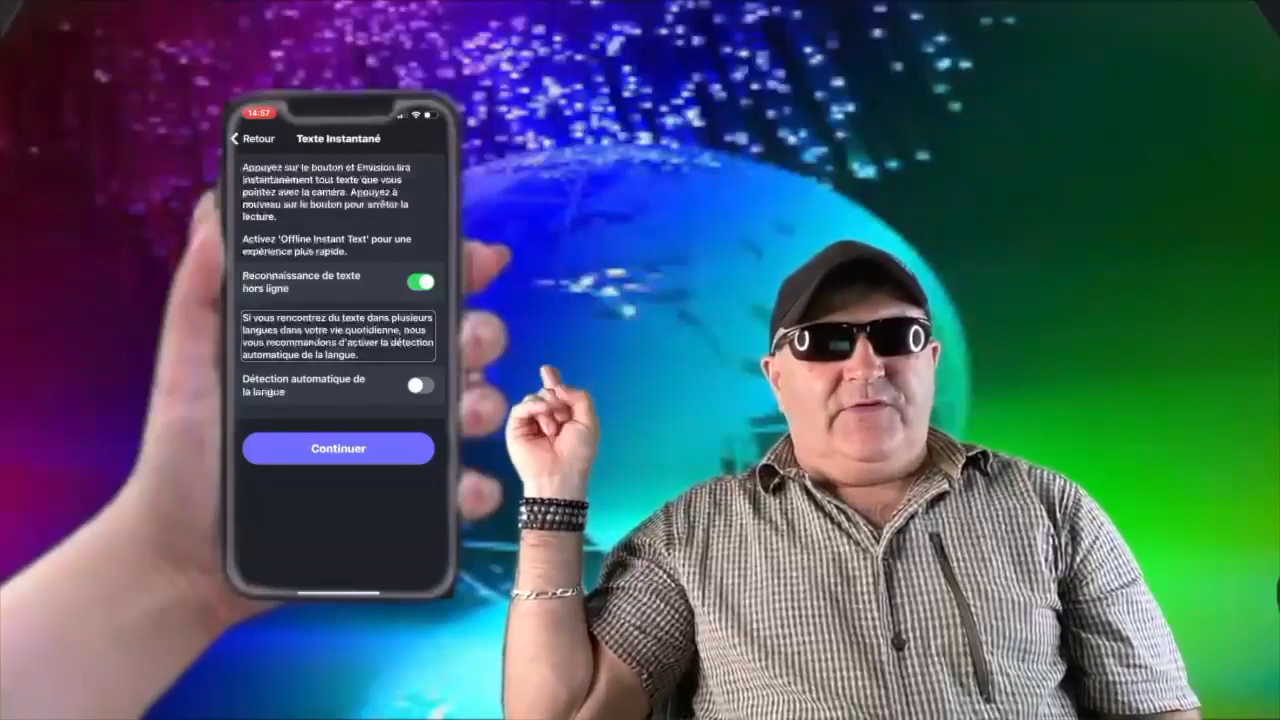 14:57
Retour
Texte Instantané
Appuyez sur le bouton et Envision lira
instantanément tout texte que vous
pointez avec la caméra. Appuyez à
nouveau sur le bouton pour arrêter la
lecture.
Activez 'Offline Instant Text' pour une
expérience plus rapide.
Reconnaissance de texte
hors ligne
Si vous rencontrez du texte dans plusieurs
langues dans votre vie quotidienne, nous
vous recommandons d'activer la détection
automatique de la langue.
Détection automatique de
la langue
Continuer